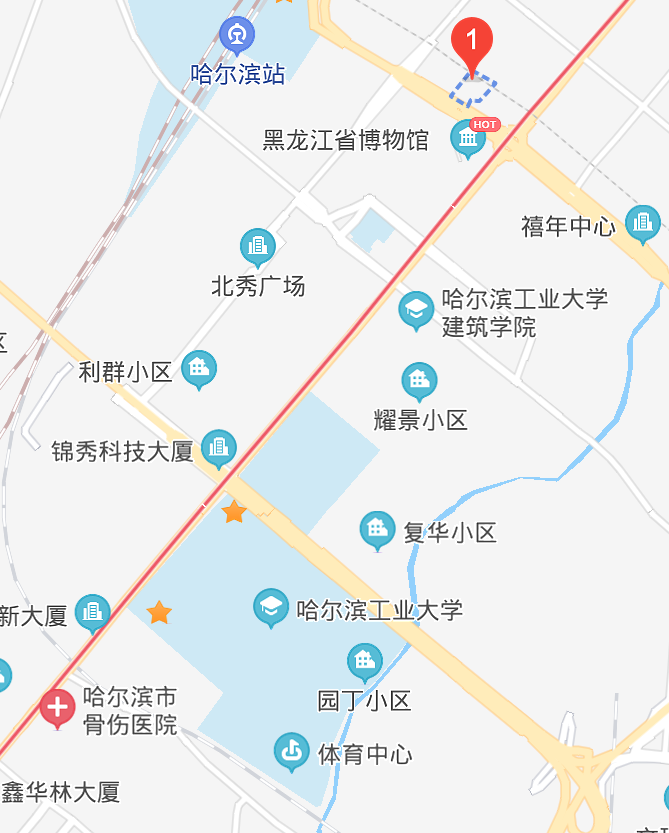 1
哈尔滨站
HOT
黑龙江省博物馆
禧年中心
北秀广场
哈尔滨工业大学
建筑学院
区
利群小区
耀景小区
锦秀科技大厦
复华小区
新大厦
哈尔滨工业大学
园丁小区
哈尔滨市
骨伤医院
体育中心
鑫华林大厦